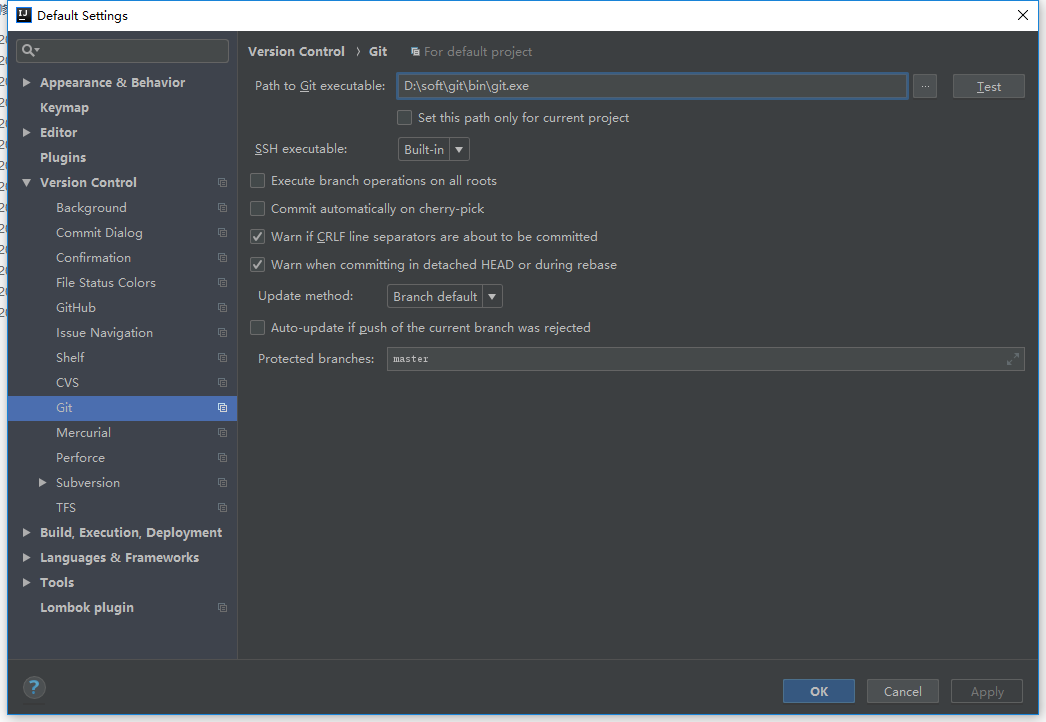 Default Settings
Appearance & Behavior
Keymap
Editor
Plugins
Version Control
Background
Commit Dialog
Confirmation
File Status Colors
GitHub
Issue Navigation
Shelf
CVS
Git
Mercurial
Perforce
Subversion
TFS
Build, Execution, Deployment
Languages & Frameworks
Tools
Lombok plugin
Version Control › Git For default project
Path to Git executable: D:\soft\git\bin\git.exe ... Test
Set this path only for current project
SSH executable: Built-in
Execute branch operations on all roots
Commit automatically on cherry-pick
Warn if CRLF line separators are about to be committed
Warn when committing in detached HEAD or during rebase
Update method: Branch default
Auto-update if push of the current branch was rejected
Protected branches: master
? OK Cancel Apply